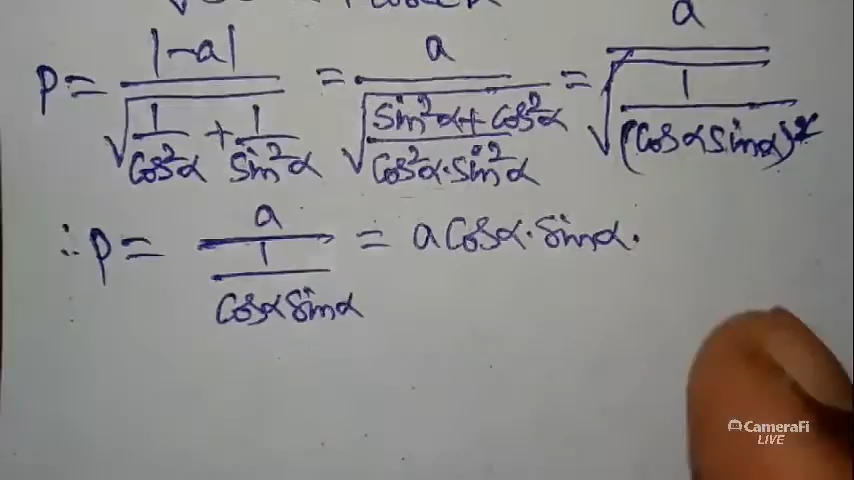 P = |-a| / √(1/Cos²α + 1/Sin²α) = a / √((Sin²α + Cos²α)/(Cos²α·Sin²α)) = a / √(1/(Cosα Sinα)²)
∴ P = a / (1/(Cosα Sinα)) = a Cosα·Sinα.
CameraFi
LIVE